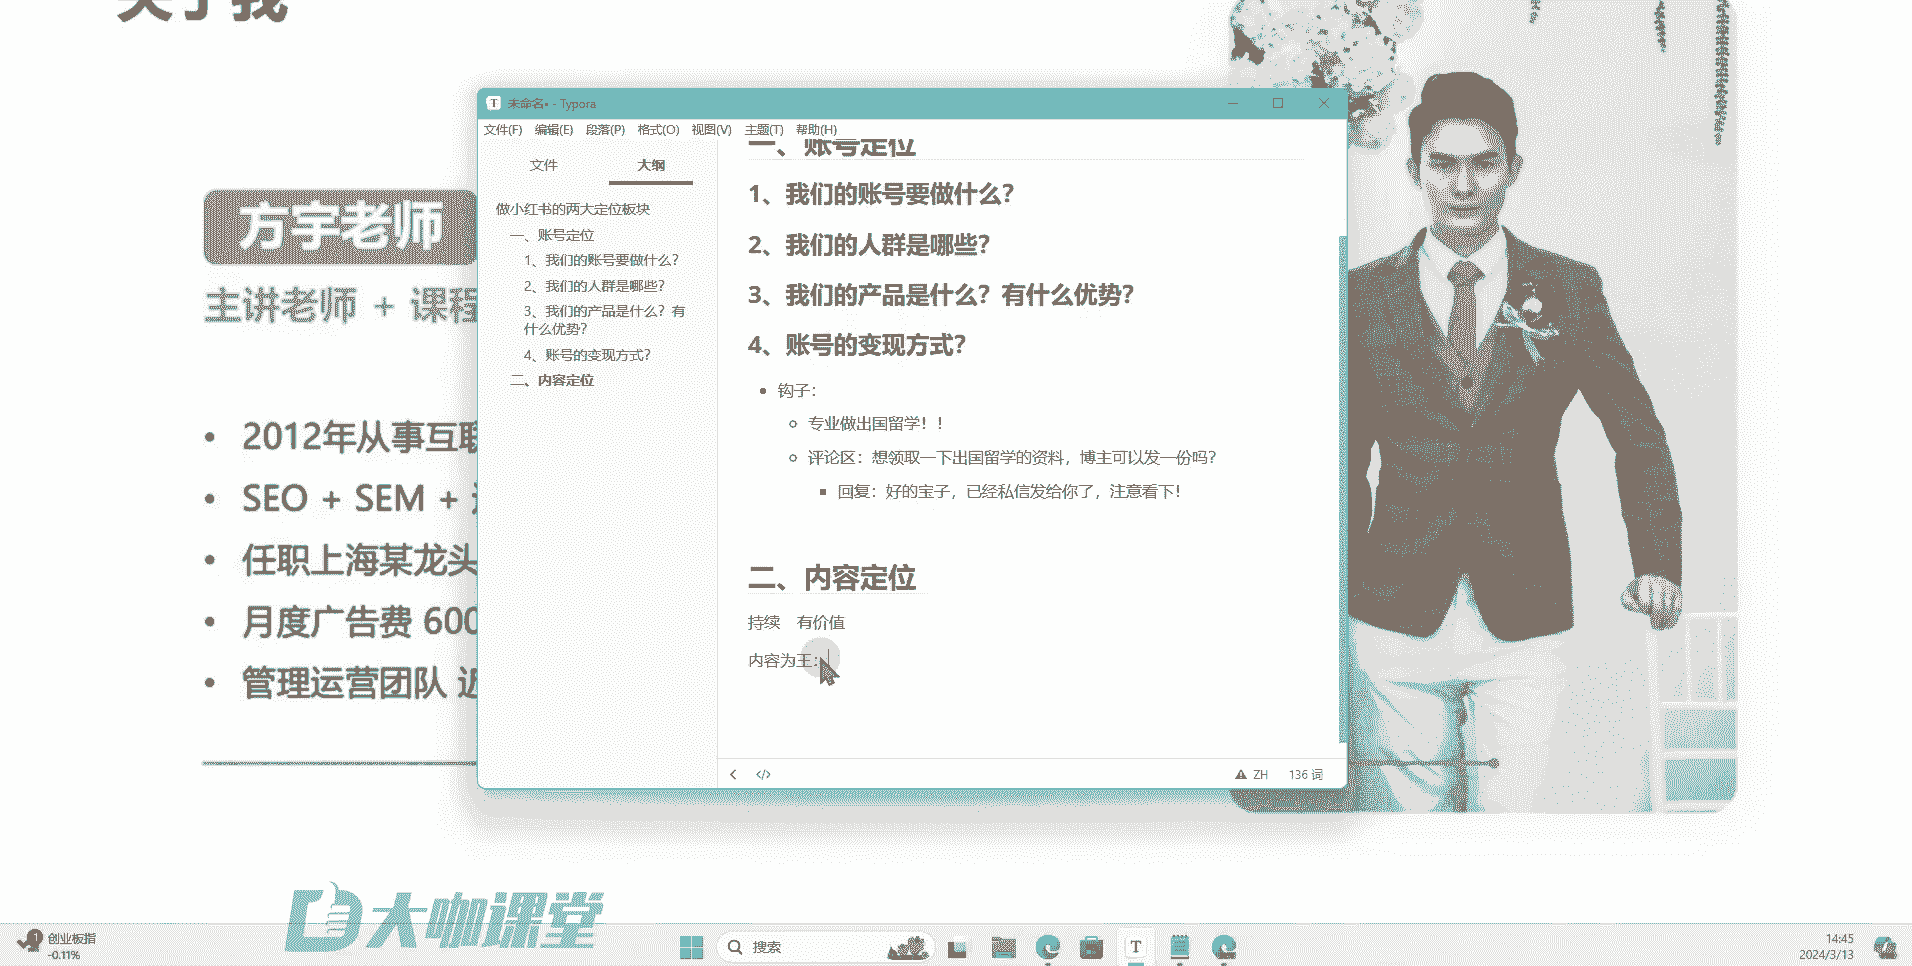 关于我
方宇老师
主讲老师 + 课程
2012年从事互联
SEO + SEM +
任职上海某龙头
月度广告费 600
管理运营团队 近
未命名• - Typora
文件(F) 编辑(E) 段落(P) 格式(O) 视图(V) 主题(T) 帮助(H)
文件 大纲
做小红书的两大定位板块
一、账号定位
1、我们的账号要做什么?
2、我们的人群是哪些?
3、我们的产品是什么? 有
什么优势?
4、账号的变现方式?
二、内容定位
一、账号定位
1、我们的账号要做什么?
2、我们的人群是哪些?
3、我们的产品是什么? 有什么优势?
4、账号的变现方式?
钩子:
专业做出国留学! !
评论区: 想领取一下出国留学的资料, 博主可以发一份吗?
回复: 好的宝子, 已经私信发给你了, 注意看下!
二、内容定位
持续 有价值
内容为王:
ZH 136 词
大咖课堂
1
创业板指
-0.11%
搜索
14:45
2024/3/13